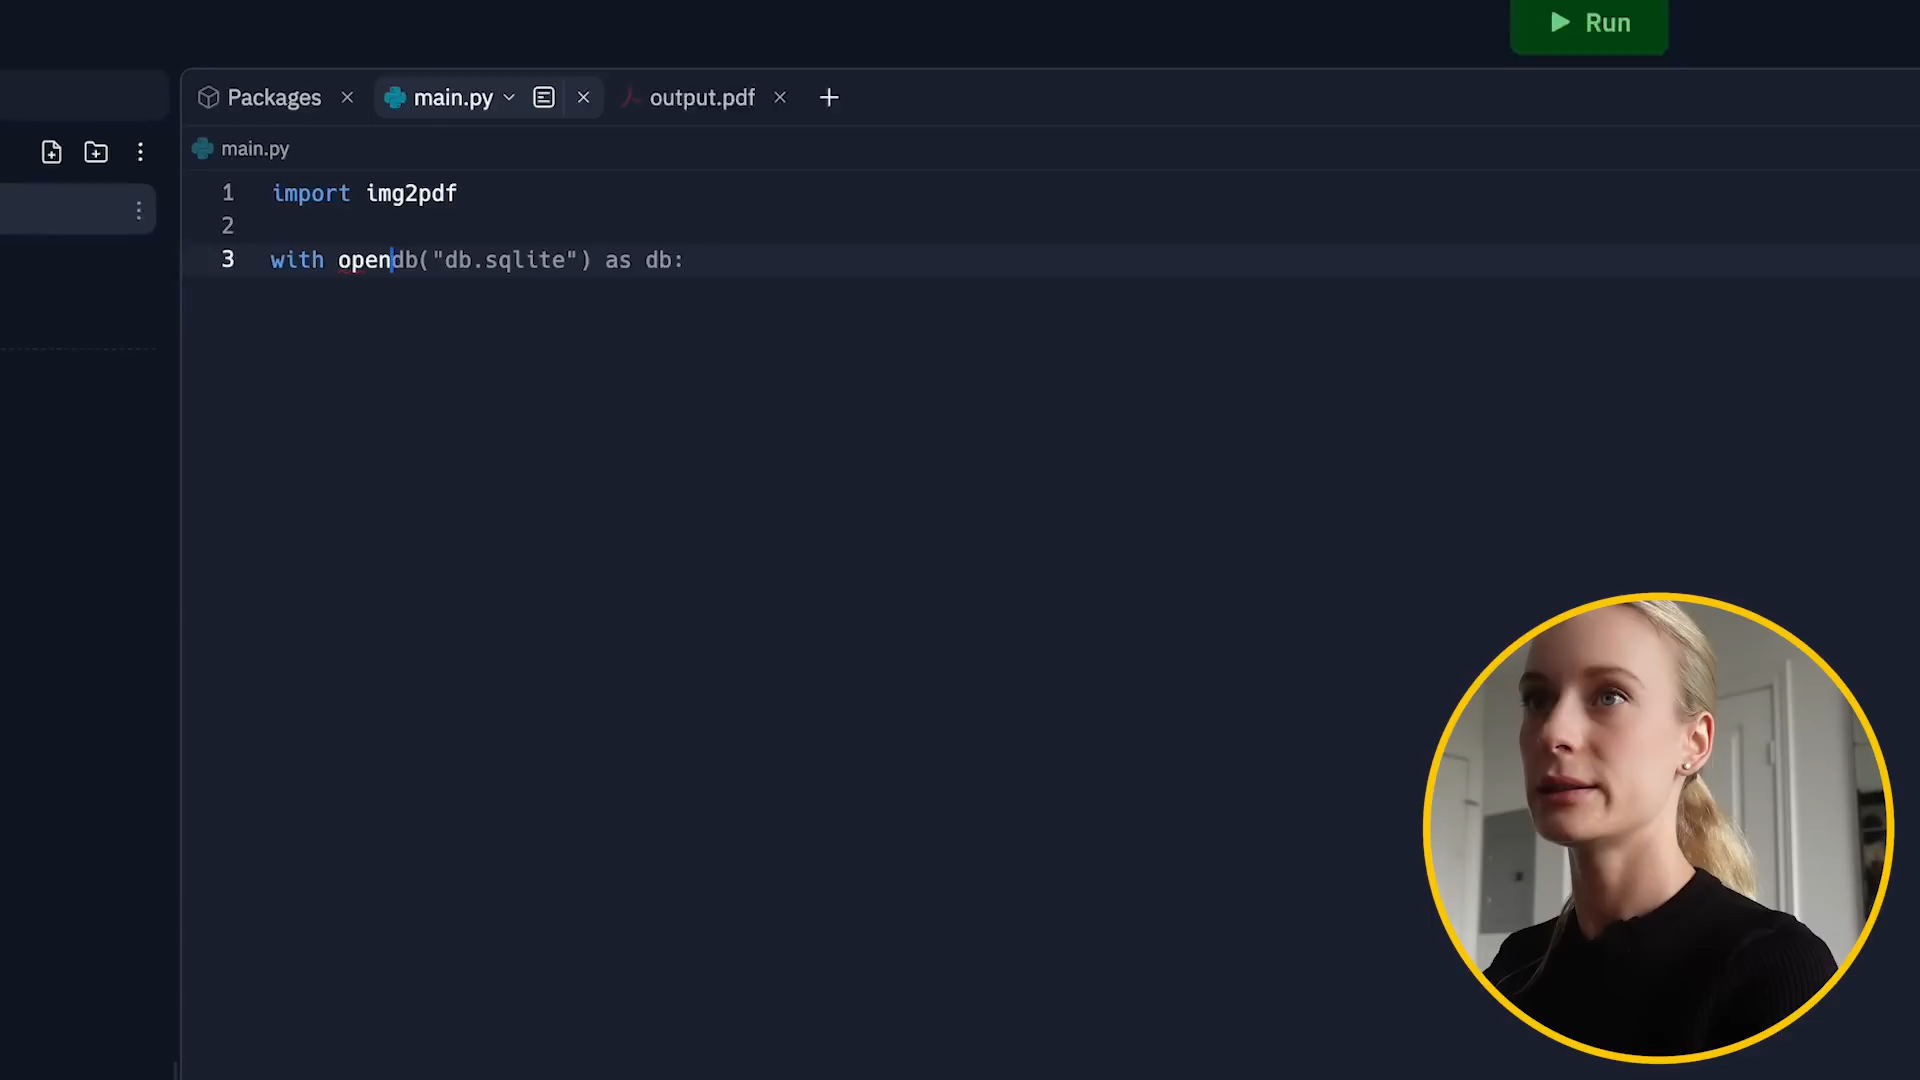 Run
Packages main.py output.pdf
main.py
1 import img2pdf
2
3 with opendb("db.sqlite") as db: